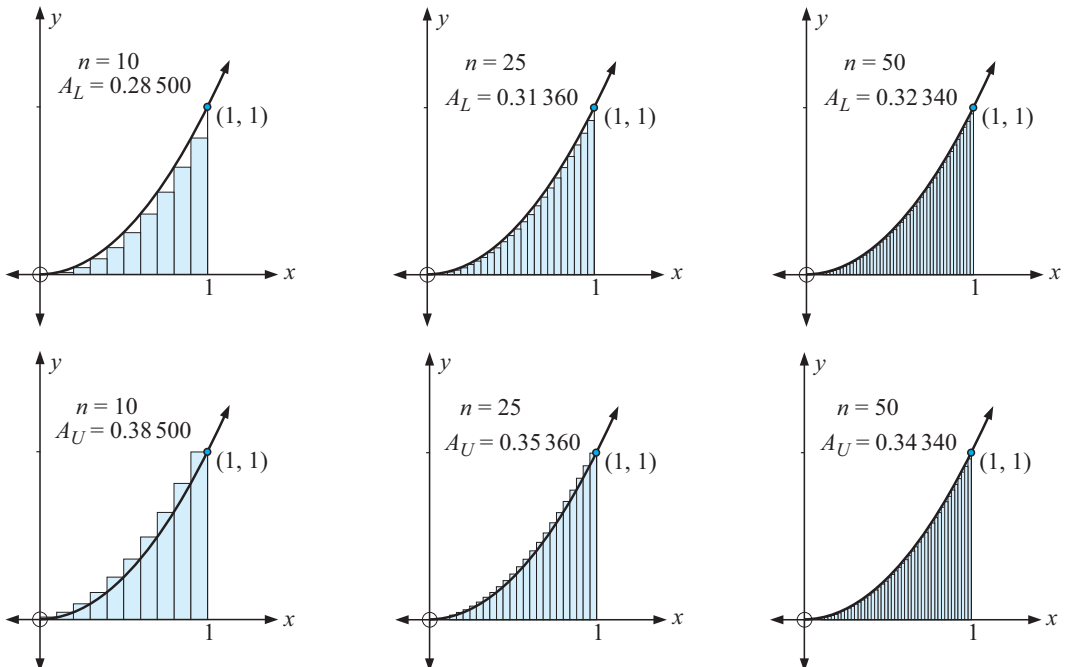 y
n = 10
A_L = 0.28 500
(1, 1)
x
1
y
n = 25
A_L = 0.31 360
(1, 1)
x
1
y
n = 50
A_L = 0.32 340
(1, 1)
x
1
y
n = 10
A_U = 0.38 500
(1, 1)
x
1
y
n = 25
A_U = 0.35 360
(1, 1)
x
1
y
n = 50
A_U = 0.34 340
(1, 1)
x
1